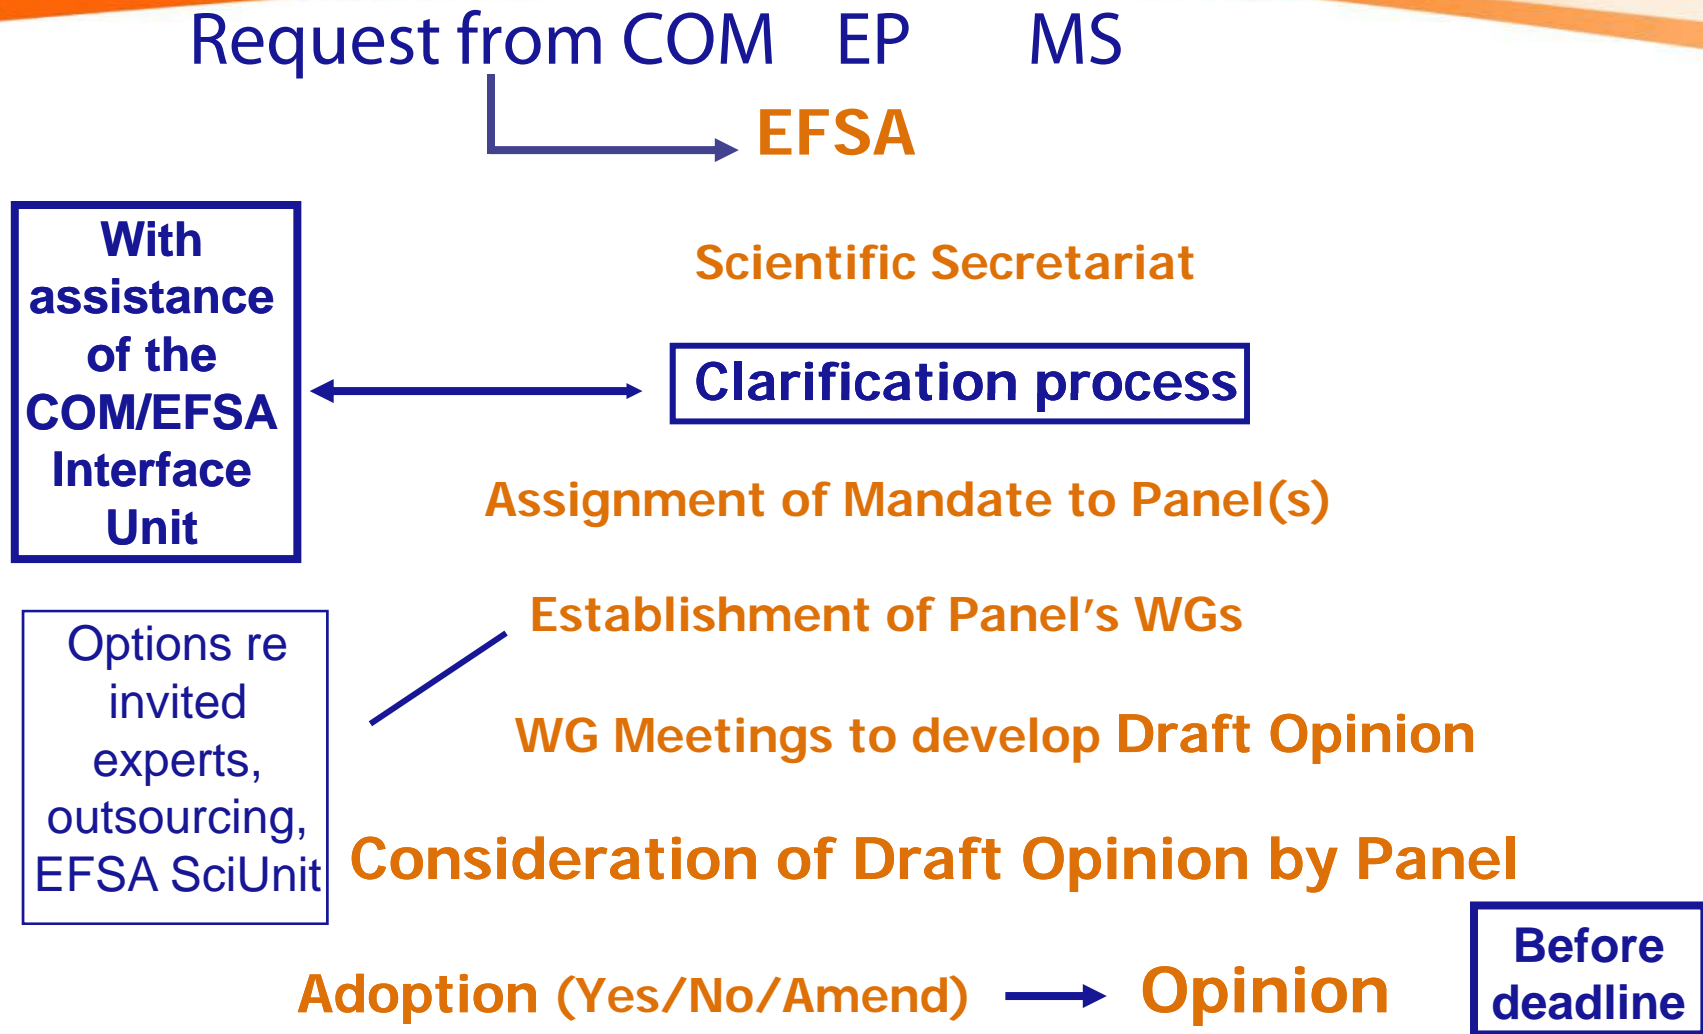 Request from COM EP MS
EFSA
With
assistance
of the
COM/EFSA
Interface
Unit
Scientific Secretariat
Clarification process
Assignment of Mandate to Panel(s)
Options re
invited
experts,
outsourcing,
EFSA SciUnit
Establishment of Panel’s WGs
WG Meetings to develop Draft Opinion
Consideration of Draft Opinion by Panel
Adoption (Yes/No/Amend)
Opinion
Before
deadline